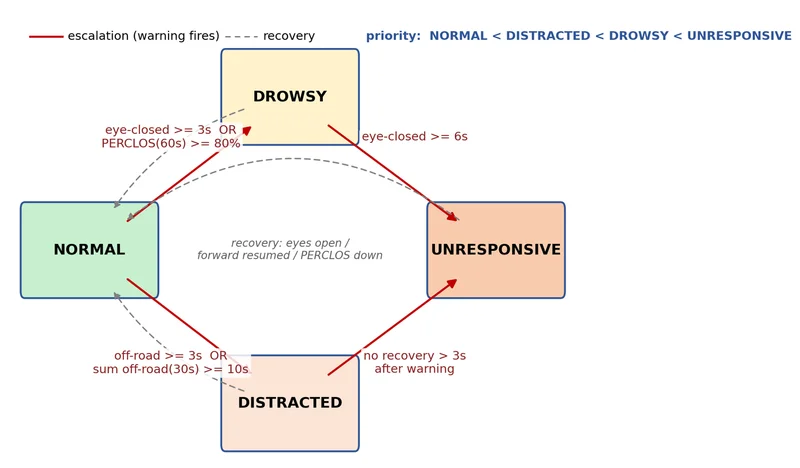 escalation (warning fires)
recovery
priority:  NORMAL < DISTRACTED < DROWSY < UNRESPONSIVE
DROWSY
eye-closed >= 3s  OR
PERCLOS(60s) >= 80%
eye-closed >= 6s
NORMAL
recovery: eyes open /
forward resumed / PERCLOS down
UNRESPONSIVE
off-road >= 3s  OR
sum off-road(30s) >= 10s
no recovery > 3s
after warning
DISTRACTED